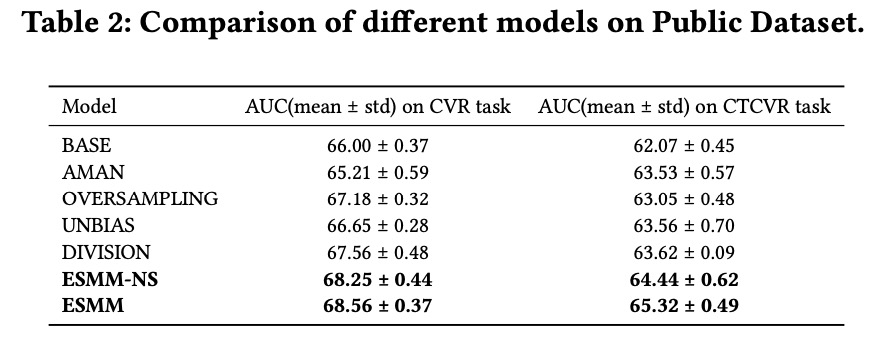 Table 2: Comparison of different models on Public Dataset.
Model AUC(mean ± std) on CVR task AUC(mean ± std) on CTCVR task
BASE 66.00 ± 0.37 62.07 ± 0.45
AMAN 65.21 ± 0.59 63.53 ± 0.57
OVERSAMPLING 67.18 ± 0.32 63.05 ± 0.48
UNBIAS 66.65 ± 0.28 63.56 ± 0.70
DIVISION 67.56 ± 0.48 63.62 ± 0.09
ESMM-NS 68.25 ± 0.44 64.44 ± 0.62
ESMM 68.56 ± 0.37 65.32 ± 0.49